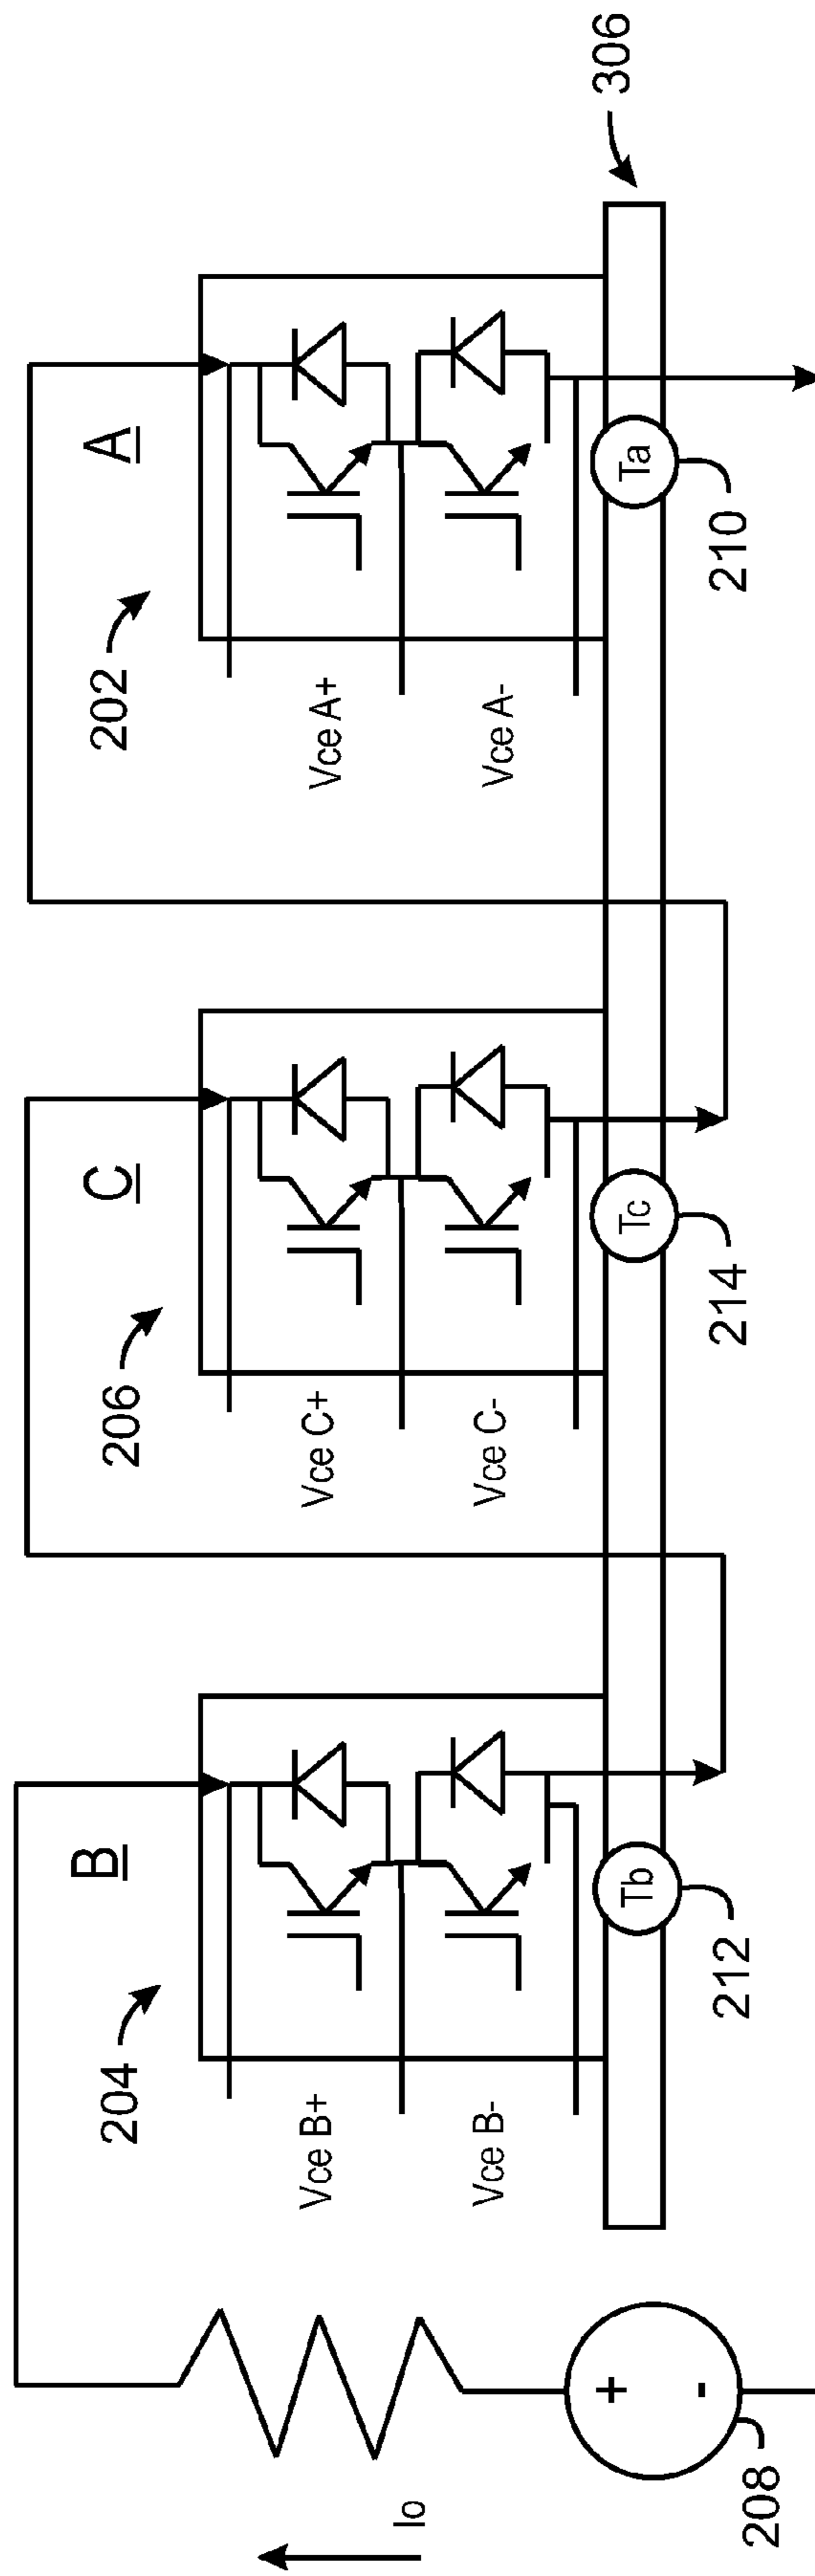 B
C
A
204
206
202
306
Vce B+
Vce C+
Vce A+
Vce B-
Vce C-
Vce A-
Io
+
-
Tb
Tc
Ta
208
212
214
210